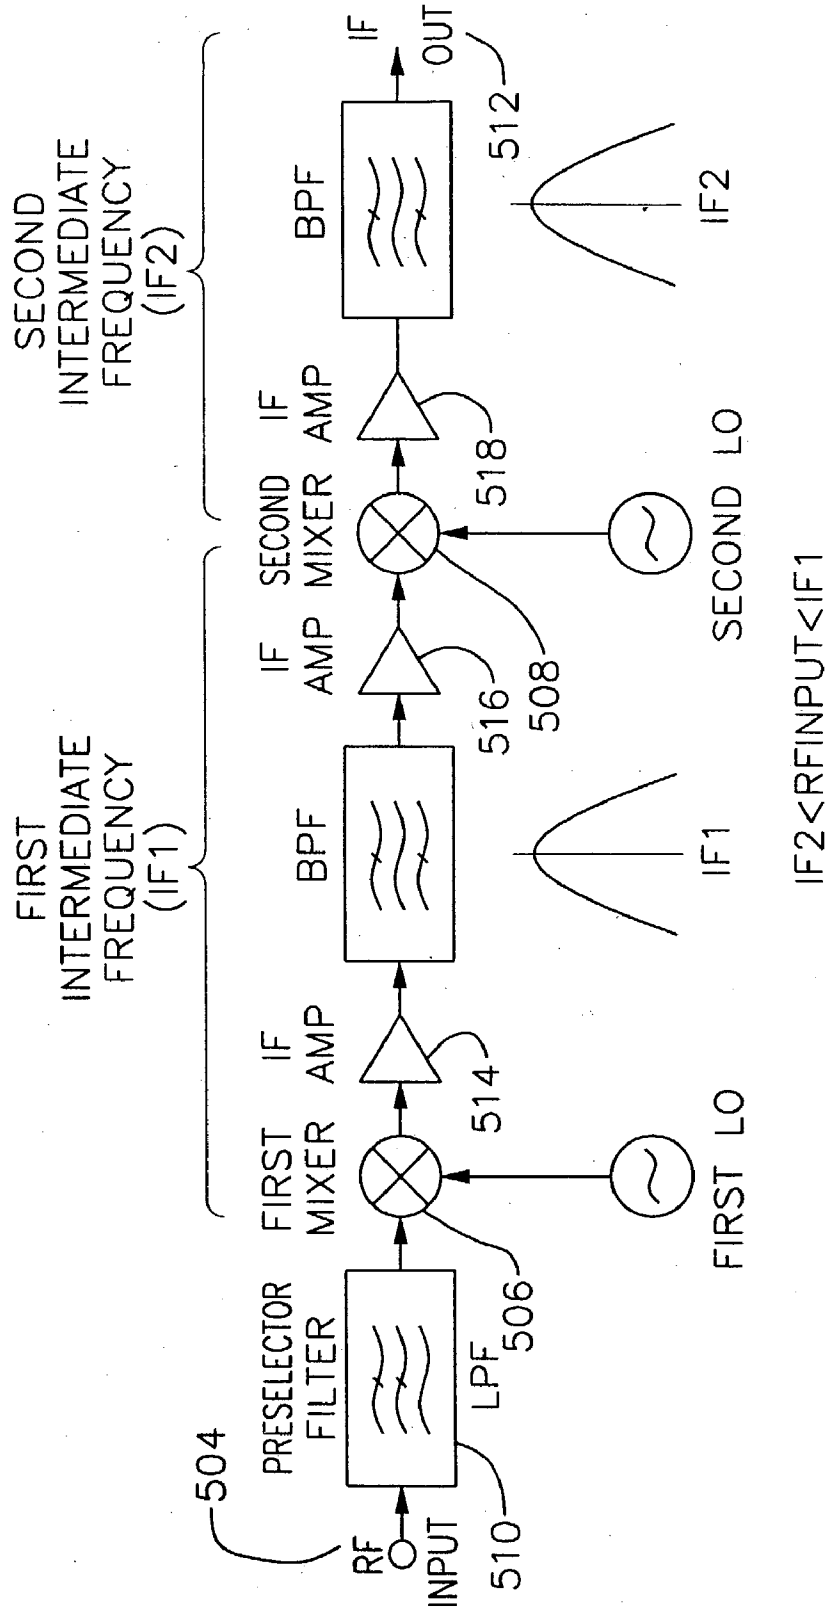 FIRST
INTERMEDIATE
FREQUENCY
(IF1)
SECOND
INTERMEDIATE
FREQUENCY
(IF2)
504
RF
INPUT
PRESELECTOR
FILTER
LPF
510
FIRST
MIXER
506
FIRST LO
IF
AMP
514
BPF
IF1
IF
AMP
516
SECOND
MIXER
508
SECOND LO
IF
AMP
518
BPF
IF2
IF
OUT
512
IF2<RFINPUT<IF1